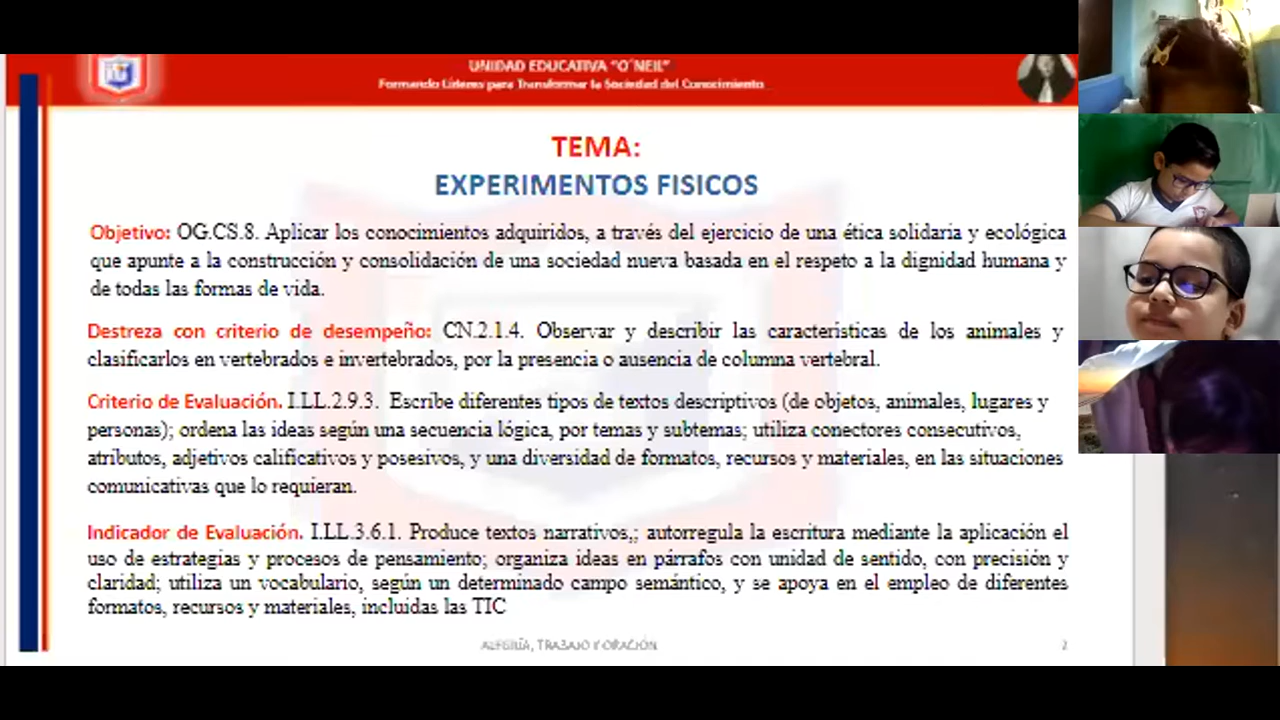 UNIDAD EDUCATIVA "O´NEIL"
Formando Líderes para Transformar la Sociedad del Conocimiento
TEMA:
EXPERIMENTOS FISICOS
Objetivo: OG.CS.8. Aplicar los conocimientos adquiridos, a través del ejercicio de una ética solidaria y ecológica
que apunte a la construcción y consolidación de una sociedad nueva basada en el respeto a la dignidad humana y
de todas las formas de vida.
Destreza con criterio de desempeño: CN.2.1.4. Observar y describir las características de los animales y
clasificarlos en vertebrados e invertebrados, por la presencia o ausencia de columna vertebral.
Criterio de Evaluación. I.LL.2.9.3. Escribe diferentes tipos de textos descriptivos (de objetos, animales, lugares y
personas); ordena las ideas según una secuencia lógica, por temas y subtemas; utiliza conectores consecutivos,
atributos, adjetivos calificativos y posesivos, y una diversidad de formatos, recursos y materiales, en las situaciones
comunicativas que lo requieran.
Indicador de Evaluación. I.LL.3.6.1. Produce textos narrativos,; autorregula la escritura mediante la aplicación el
uso de estrategias y procesos de pensamiento; organiza ideas en párrafos con unidad de sentido, con precisión y
claridad; utiliza un vocabulario, según un determinado campo semántico, y se apoya en el empleo de diferentes
formatos, recursos y materiales, incluidas las TIC
ALEGRÍA, TRABAJO Y ORACIÓN
2